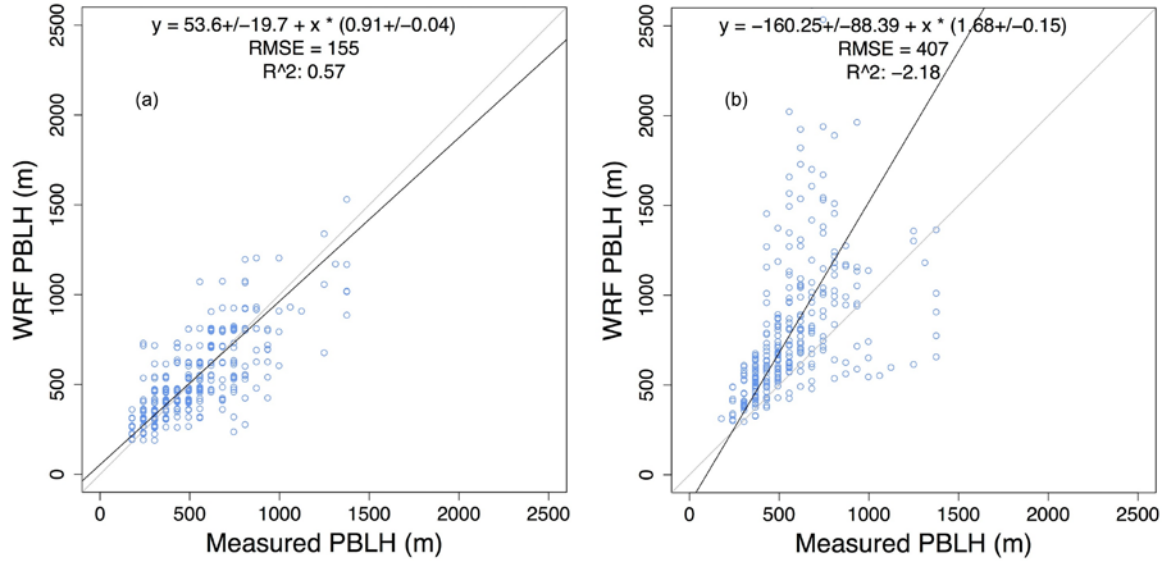 y = 53.6+/−19.7 + x * (0.91+/−0.04)
RMSE = 155
R^2: 0.57
(a)
WRF PBLH (m)
2500
2000
1500
1000
500
0
0 500 1000 1500 2000 2500
Measured PBLH (m)
y = −160.25+/−88.39 + x * (1.68+/−0.15)
RMSE = 407
R^2: −2.18
(b)
WRF PBLH (m)
2500
2000
1500
1000
500
0
0 500 1000 1500 2000 2500
Measured PBLH (m)